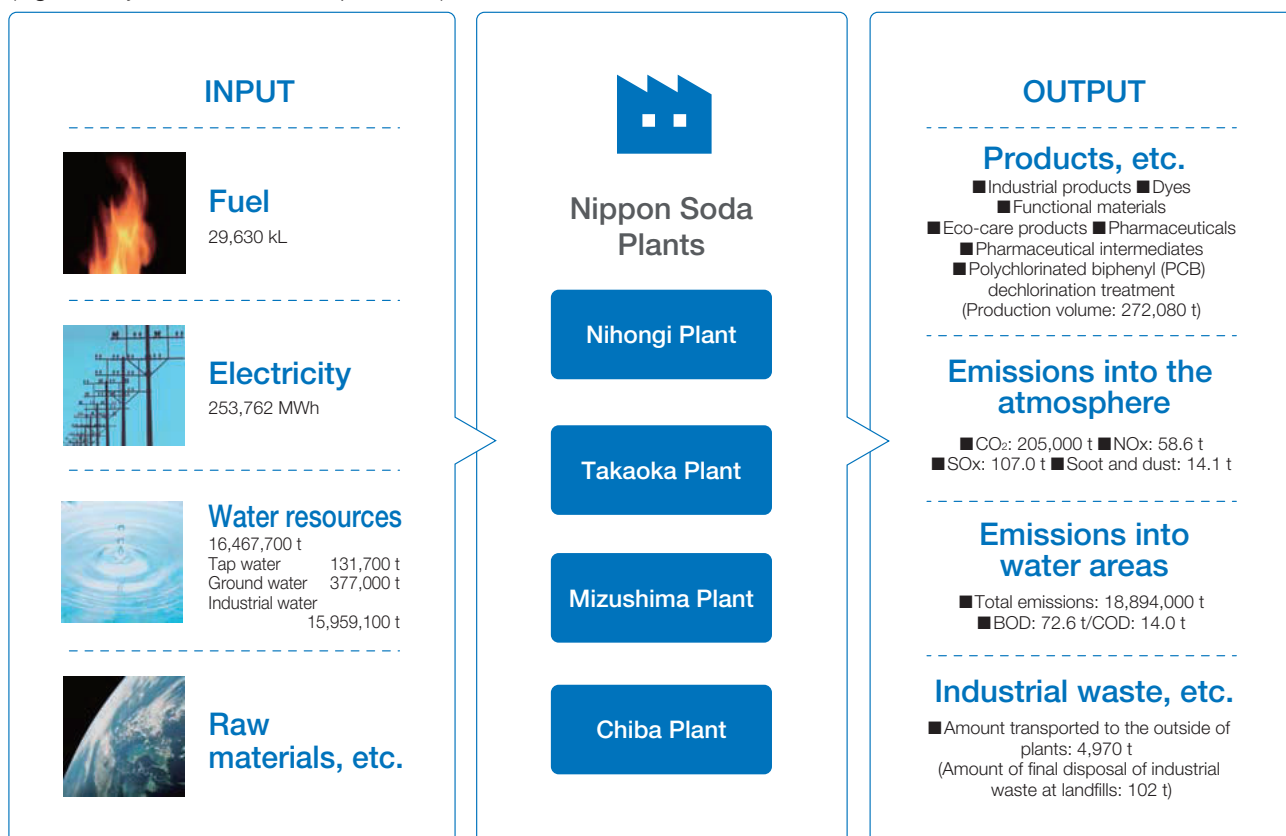 INPUT
Fuel
29,630 kL
Electricity
253,762 MWh
Water resources
16,467,700 t
Tap water 131,700 t
Ground water 377,000 t
Industrial water
15,959,100 t
Raw
materials, etc.
Nippon Soda
Plants
Nihongi Plant
Takaoka Plant
Mizushima Plant
Chiba Plant
OUTPUT
Products, etc.
■Industrial products ■Dyes
■Functional materials
■Eco-care products ■Pharmaceuticals
■Pharmaceutical intermediates
■Polychlorinated biphenyl (PCB)
dechlorination treatment
(Production volume: 272,080 t)
Emissions into the
atmosphere
■CO₂: 205,000 t ■NOx: 58.6 t
■SOx: 107.0 t ■Soot and dust: 14.1 t
Emissions into
water areas
■Total emissions: 18,894,000 t
■BOD: 72.6 t/COD: 14.0 t
Industrial waste, etc.
■Amount transported to the outside of
plants: 4,970 t
(Amount of final disposal of industrial
waste at landfills: 102 t)